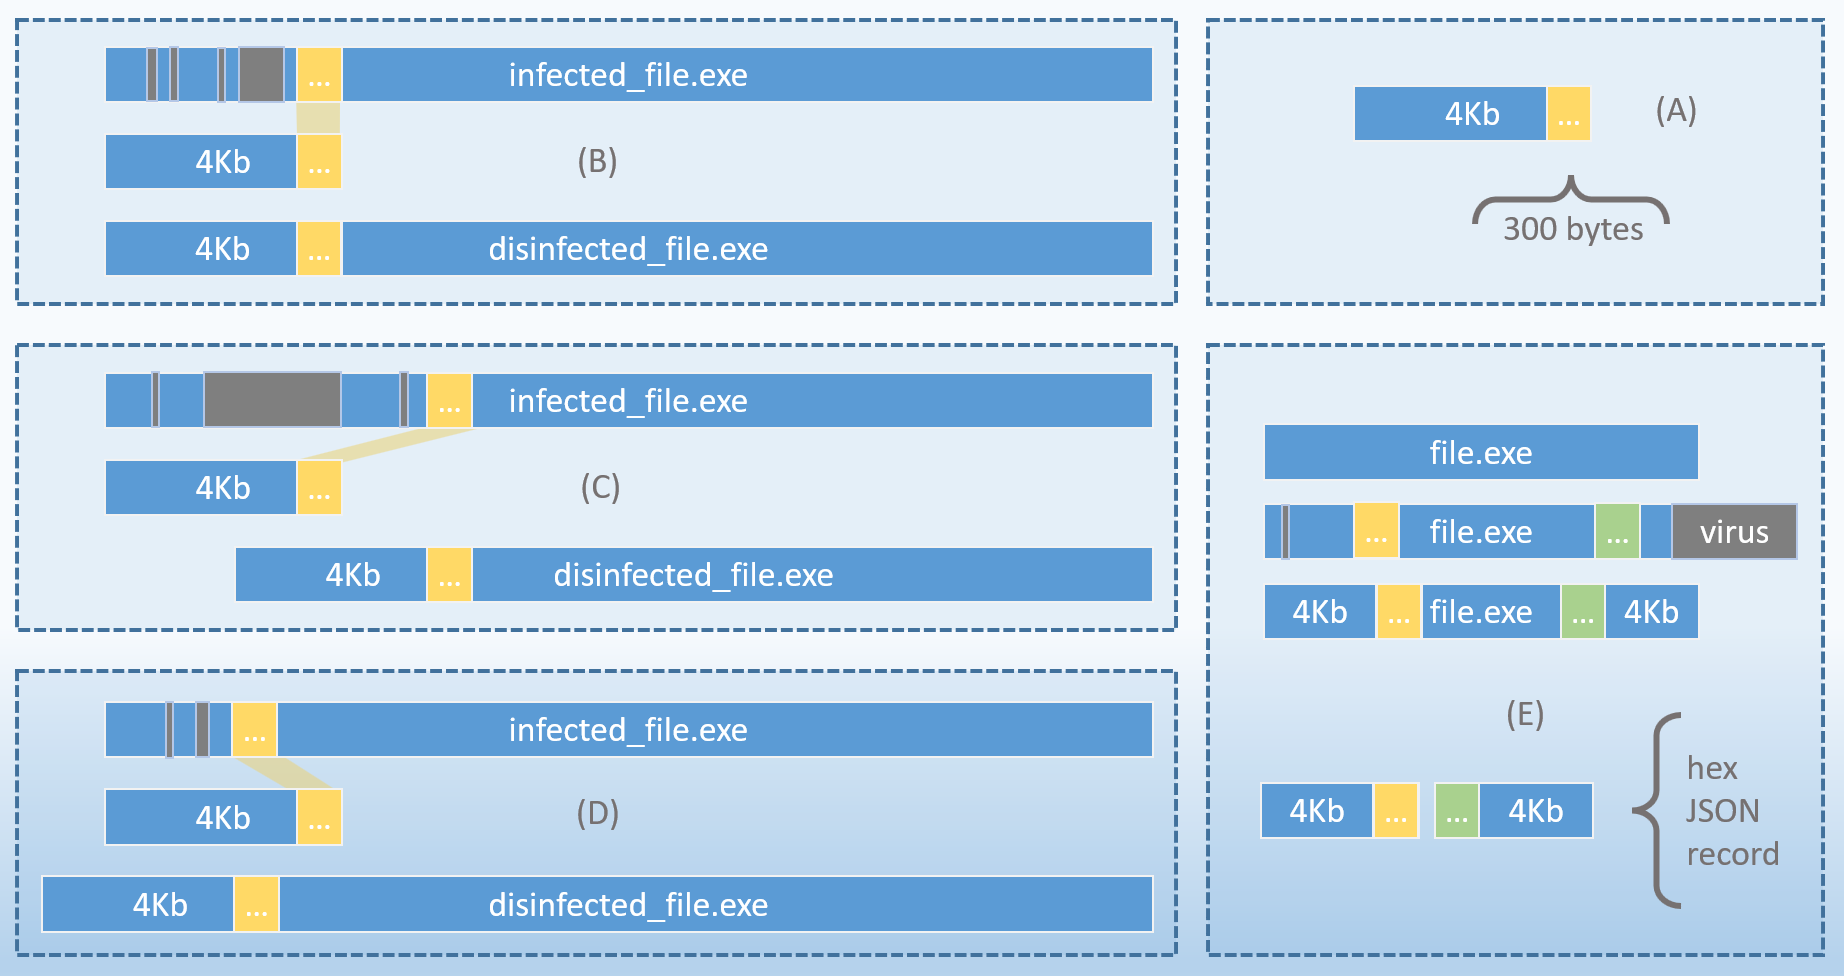 ... infected_file.exe
4Kb ... (B)
4Kb ... disinfected_file.exe
4Kb ... (A)
300 bytes
... infected_file.exe
4Kb ... (C)
4Kb ... disinfected_file.exe
... infected_file.exe
4Kb ... (D)
4Kb ... disinfected_file.exe
file.exe
... file.exe ... virus
4Kb ... file.exe ... 4Kb
(E)
4Kb ... ... 4Kb
hex
JSON
record